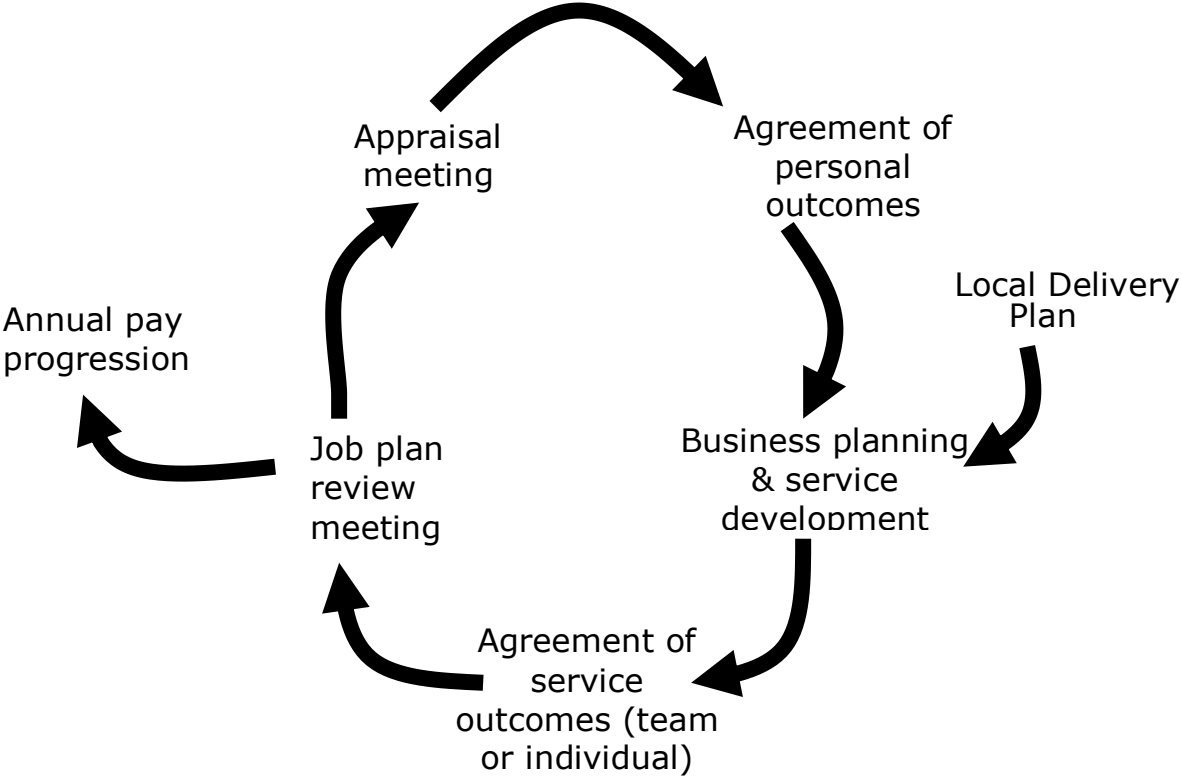 Appraisal
meeting
Agreement of
personal
outcomes
Local Delivery
Plan
Annual pay
progression
Business planning
& service
development
Job plan
review
meeting
Agreement of
service
outcomes (team
or individual)